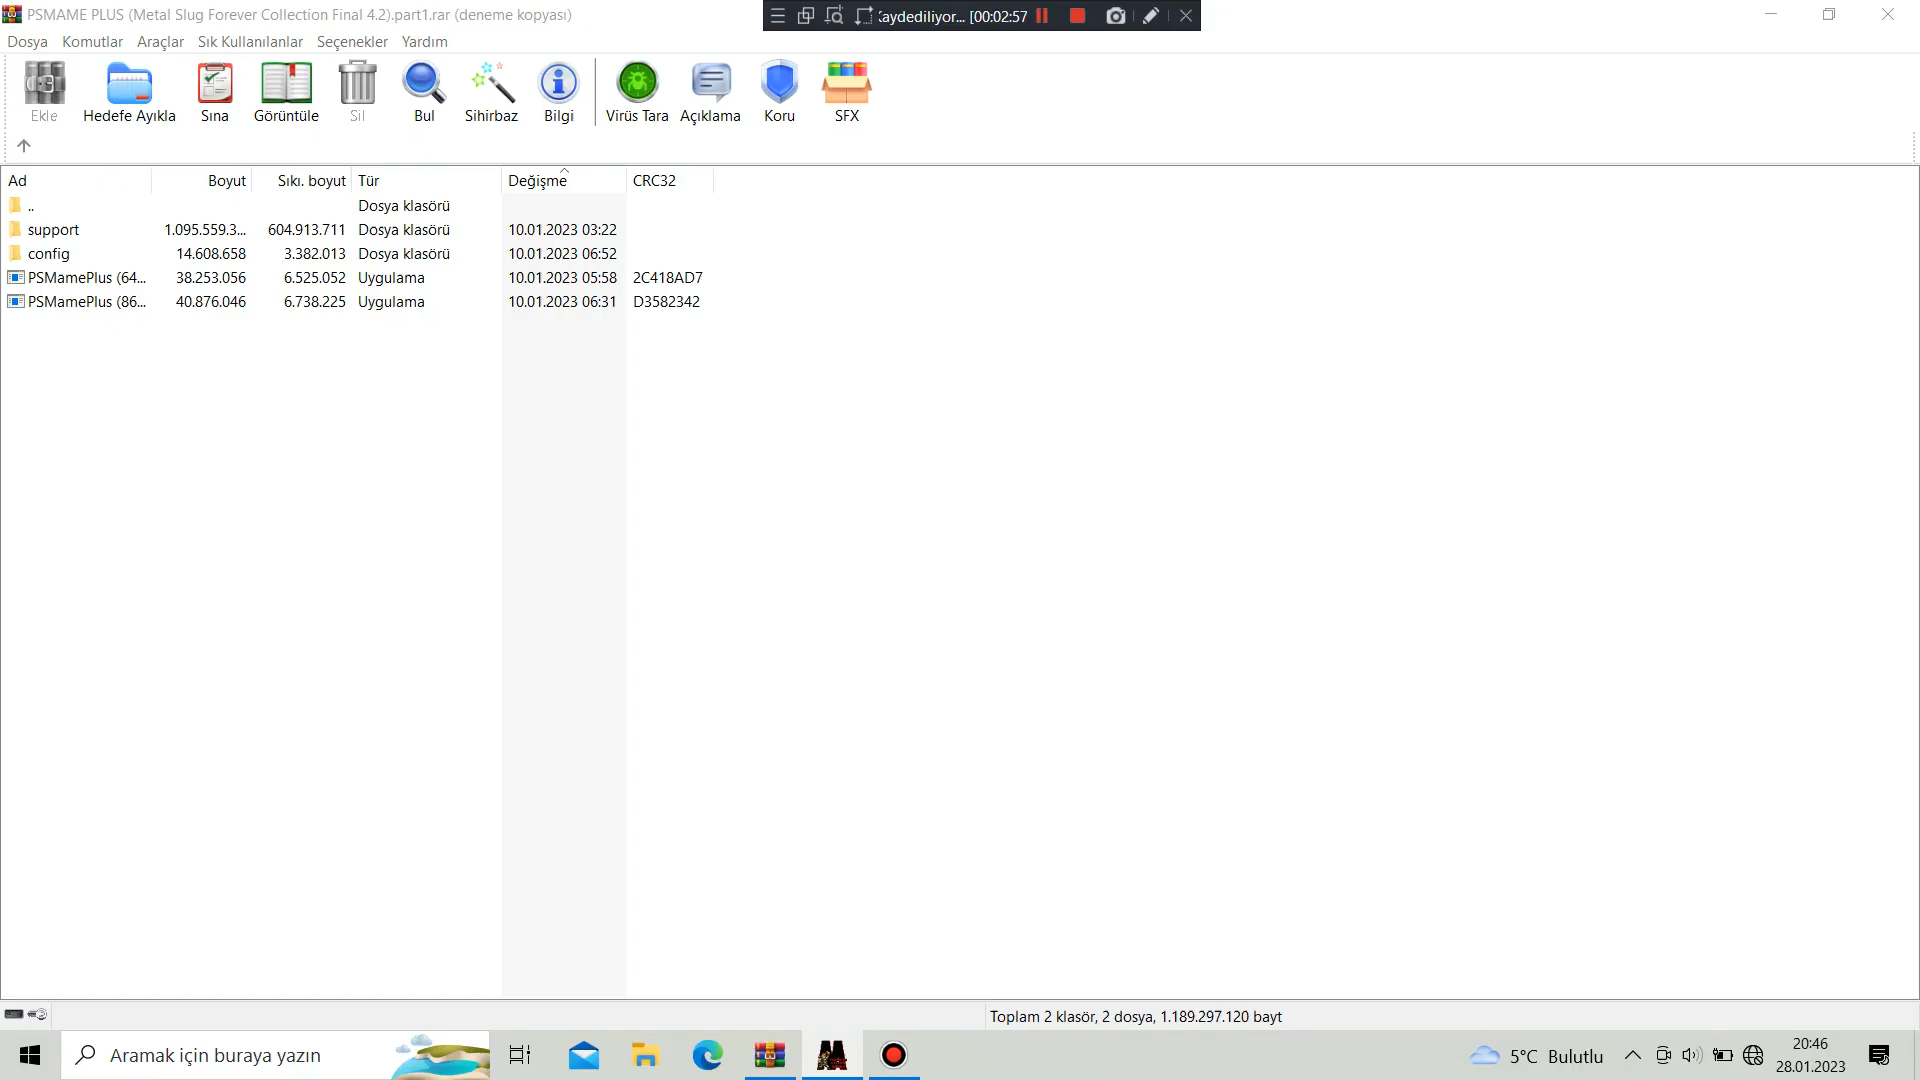 PSMAME PLUS (Metal Slug Forever Collection Final 4.2).part1.rar (deneme kopyası)
Kaydediliyor... [00:02:57
Dosya Komutlar Araçlar Sık Kullanılanlar Seçenekler Yardım
Ekle Hedefe Ayıkla Sına Görüntüle Sil Bul Sihirbaz Bilgi Virüs Tara Açıklama Koru SFX
Ad Boyut Sıkı. boyut Tür Değişme CRC32
.. Dosya klasörü
support 1.095.559.3... 604.913.711 Dosya klasörü 10.01.2023 03:22
config 14.608.658 3.382.013 Dosya klasörü 10.01.2023 06:52
PSMamePlus (64... 38.253.056 6.525.052 Uygulama 10.01.2023 05:58 2C418AD7
PSMamePlus (86... 40.876.046 6.738.225 Uygulama 10.01.2023 06:31 D3582342
Toplam 2 klasör, 2 dosya, 1.189.297.120 bayt
Aramak için buraya yazın
5°C Bulutlu
20:46
28.01.2023